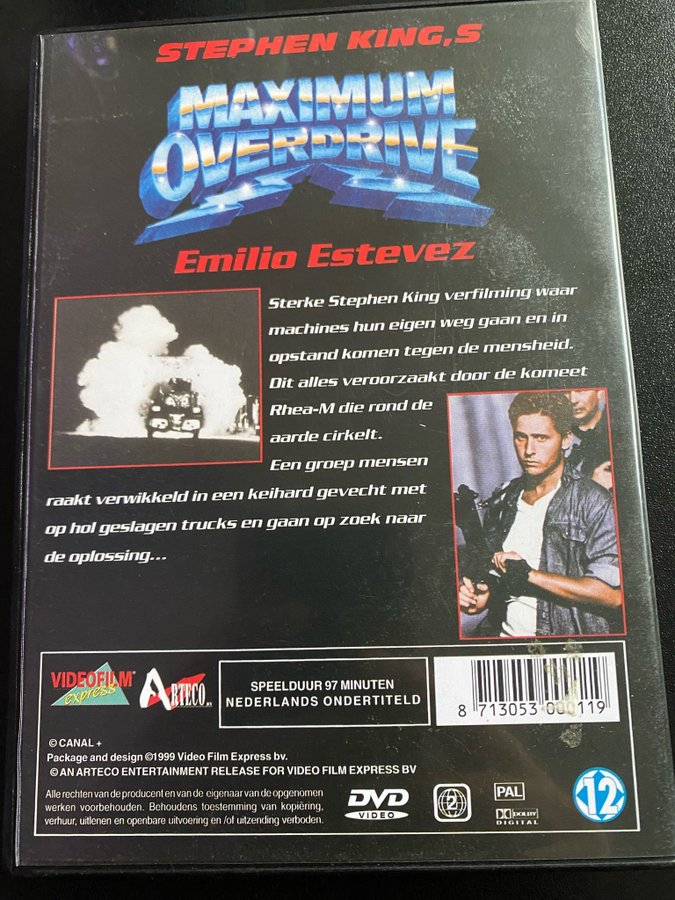 STEPHEN KING,S
MAXIMUM
OVERDRIVE
Emilio Estevez
Sterke Stephen King verfilming waar
machines hun eigen weg gaan en in
opstand komen tegen de mensheid.
Dit alles veroorzaakt door de komeet
Rhea-M die rond de
aarde cirkelt.
Een groep mensen
raakt verwikkeld in een keihard gevecht met
op hol geslagen trucks en gaan op zoek naar
de oplossing...
VIDEOFILM
express
ARTECO
SPEELDUUR 97 MINUTEN
NEDERLANDS ONDERTITELD
8 713053 000119
© CANAL +
Package and design ©1999 Video Film Express bv.
© AN ARTECO ENTERTAINMENT RELEASE FOR VIDEO FILM EXPRESS BV
Alle rechten van de producent en van de eigenaar van de opgenomen
werken voorbehouden. Behoudens toestemming van kopiëring,
verhuur, uitlenen en openbare uitvoering en /of uitzending verboden.
DVD
VIDEO
2
PAL
DOLBY
DIGITAL
12